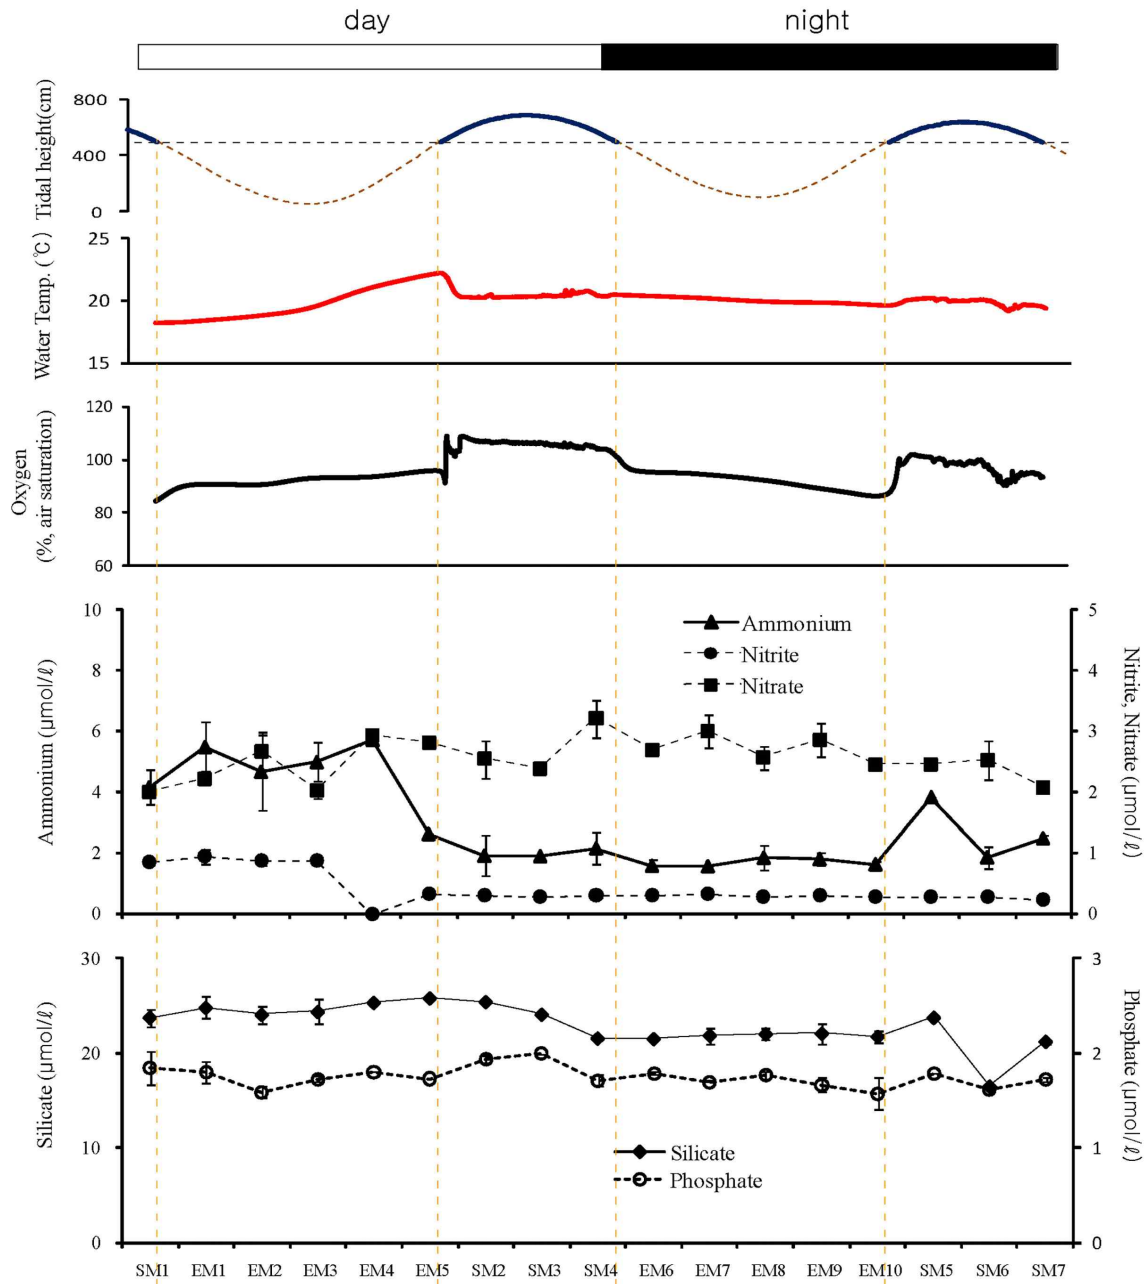 day night
800
400
0
Tidal height(cm)
25
20
15
Water Temp. (℃)
120
100
80
60
Oxygen
(%, air saturation)
10
8
6
4
2
0
Ammonium (μmol/ℓ)
Ammonium
Nitrite
Nitrate
5
4
3
2
1
0
Nitrite, Nitrate (μmol/ℓ)
30
20
10
0
Silicate (μmol/ℓ)
Silicate
Phosphate
3
2
1
0
Phosphate (μmol/ℓ)
SM1 EM1 EM2 EM3 EM4 EM5 SM2 SM3 SM4 EM6 EM7 EM8 EM9 EM10 SM5 SM6 SM7